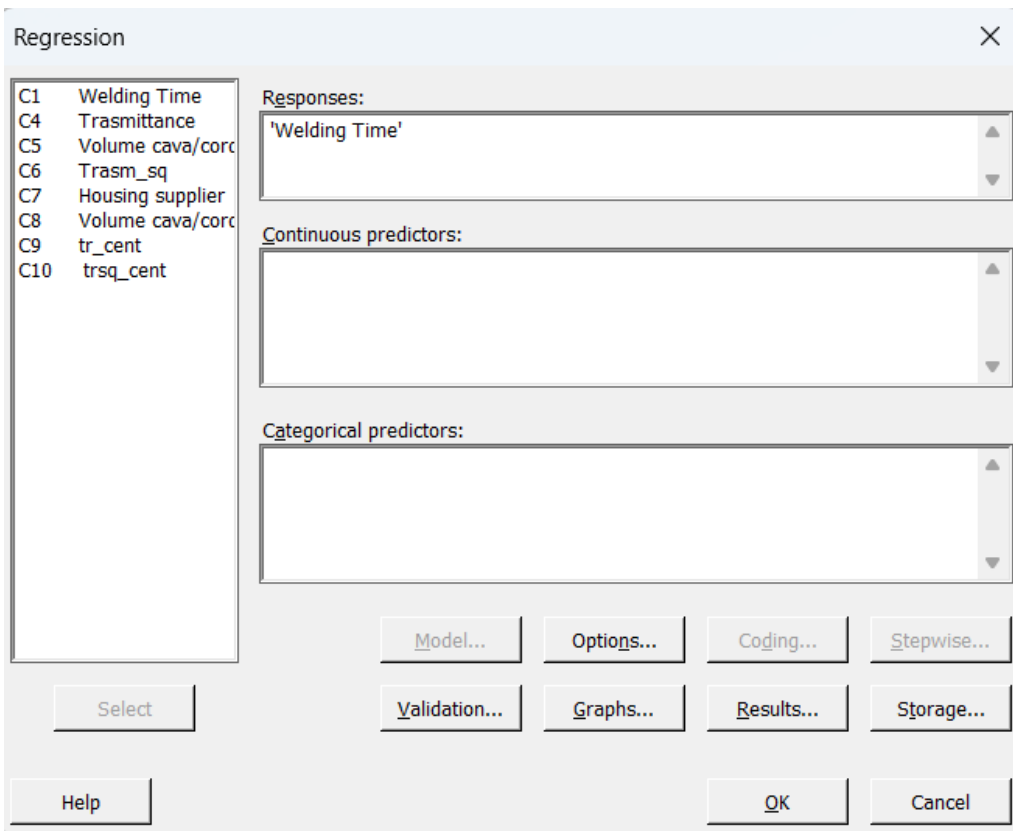 Regression
C1 Welding Time
C4 Trasmittance
C5 Volume cava/corc
C6 Trasm_sq
C7 Housing supplier
C8 Volume cava/corc
C9 tr_cent
C10 trsq_cent
Responses:
'Welding Time'
Continuous predictors:
Categorical predictors:
Model... Options... Coding... Stepwise...
Select Validation... Graphs... Results... Storage...
Help OK Cancel